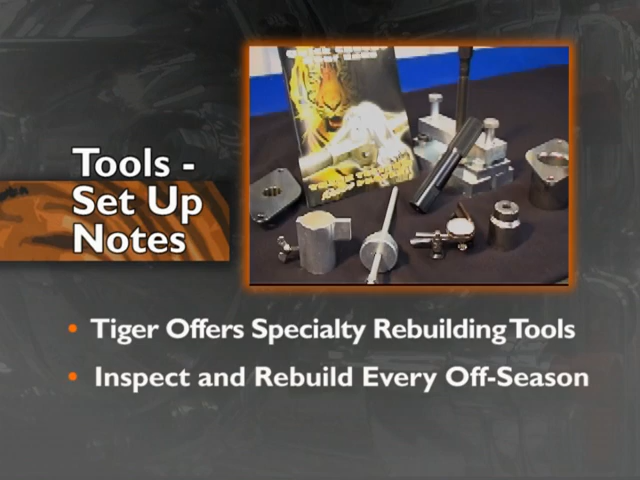 Tools -
Set Up
Notes
• Tiger Offers Specialty Rebuilding Tools
• Inspect and Rebuild Every Off-Season